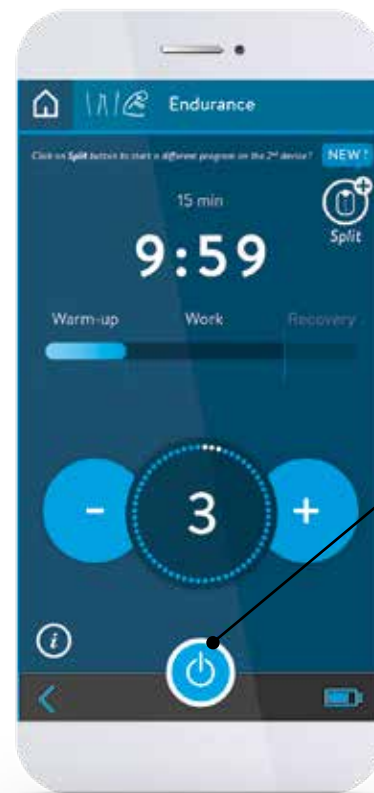 Endurance
Click on Split button to start a different program on the 2nd device !
NEW !
15 min
9:59
Split
Warm-up
Work
Recovery
-
3
+
i